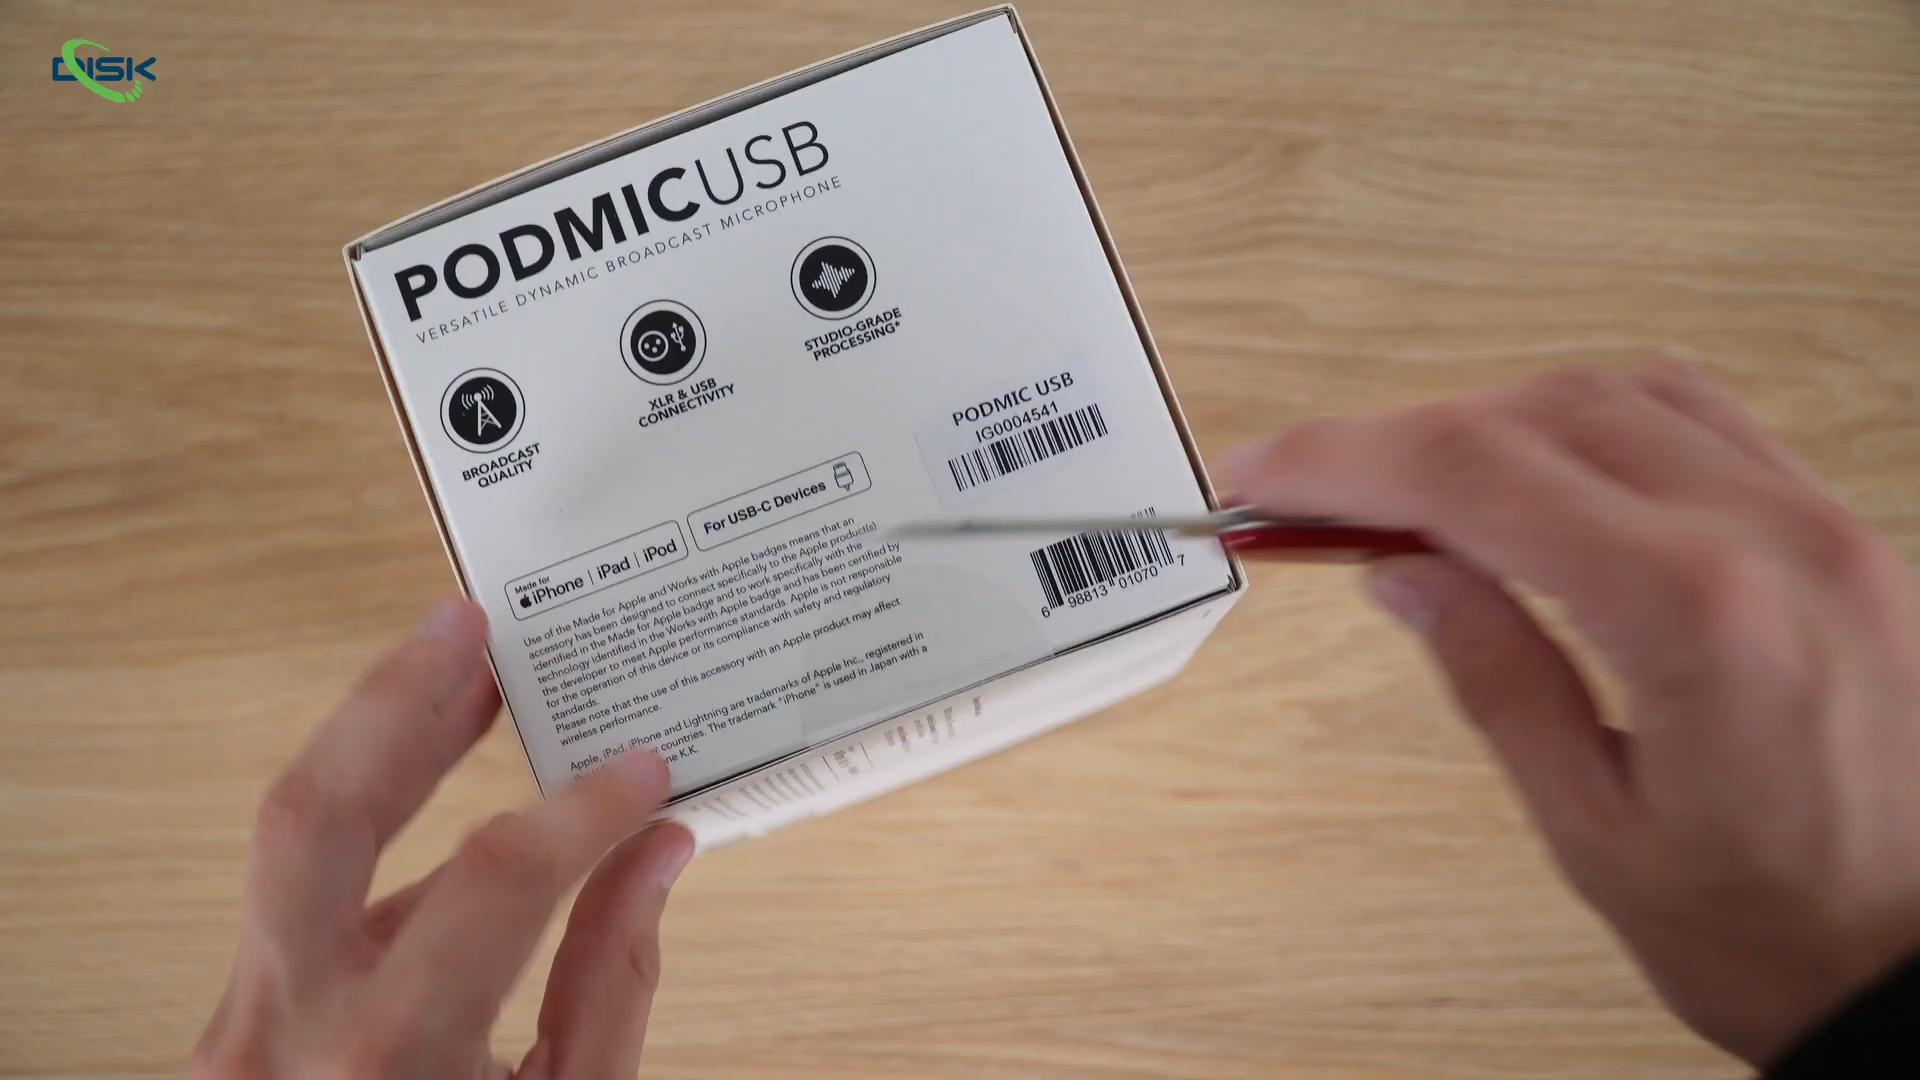 DISK
PODMICUSB
VERSATILE DYNAMIC BROADCAST MICROPHONE
BROADCAST
QUALITY
XLR & USB
CONNECTIVITY
STUDIO-GRADE
PROCESSING*
PODMIC USB
IG0004541
Made for
iPhone | iPad | iPod
For USB-C Devices
Use of the Made for Apple and Works with Apple badges means that an
accessory has been designed to connect specifically to the Apple product(s)
identified in the Made for Apple badge and to work specifically with the
technology identified in the Works with Apple badge and has been certified by
the developer to meet Apple performance standards. Apple is not responsible
for the operation of this device or its compliance with safety and regulatory
standards.
Please note that the use of this accessory with an Apple product may affect
wireless performance.
Apple, iPad, iPhone and Lightning are trademarks of Apple Inc., registered in
countries. The trademark "iPhone" is used in Japan with a
K.K.
6 98813 01070 7